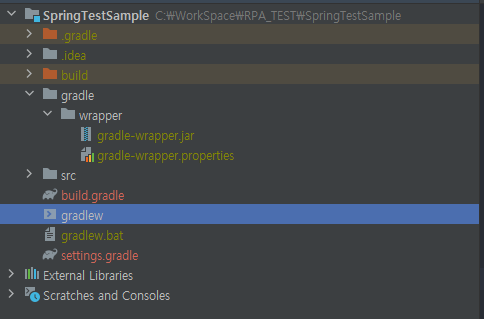 SpringTestSample C:₩WorkSpace₩RPA_TEST₩SpringTestSample
.gradle
.idea
build
gradle
wrapper
gradle-wrapper.jar
gradle-wrapper.properties
src
build.gradle
gradlew
gradlew.bat
settings.gradle
External Libraries
Scratches and Consoles